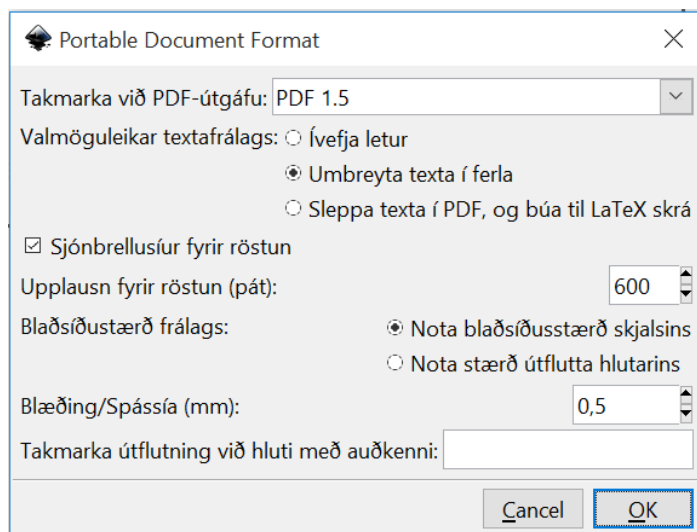 Portable Document Format
Takmarka við PDF-útgáfu: PDF 1.5
Valmöguleikar textafrálags: Ívefja letur
Umbreyta texta í ferla
Sleppa texta í PDF, og búa til LaTeX skrá
Sjónbrellusíur fyrir röstun
Upplausn fyrir röstun (pát): 600
Blaðsíðustærð frálags: Nota blaðsíðusstærð skjalsins
Nota stærð útflutta hlutarins
Blæðing/Spássía (mm): 0,5
Takmarka útflutning við hluti með auðkenni:
Cancel OK